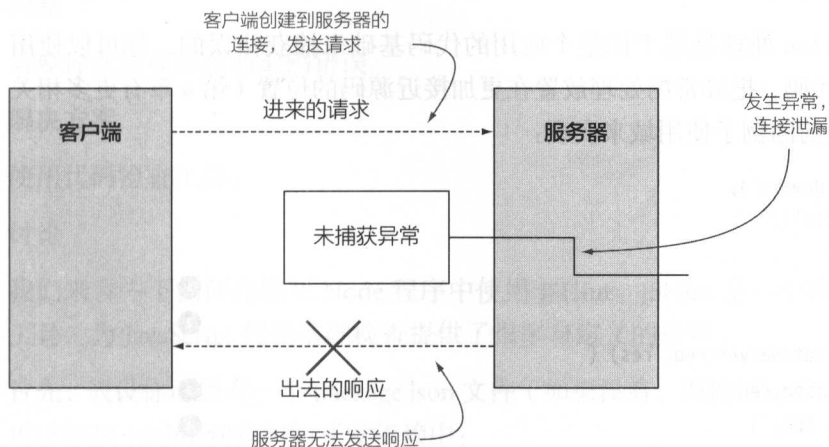 客户端创建到服务器的
连接，发送请求
进来的请求
发生异常，
连接泄漏
客户端
服务器
未捕获异常
出去的响应
服务器无法发送响应